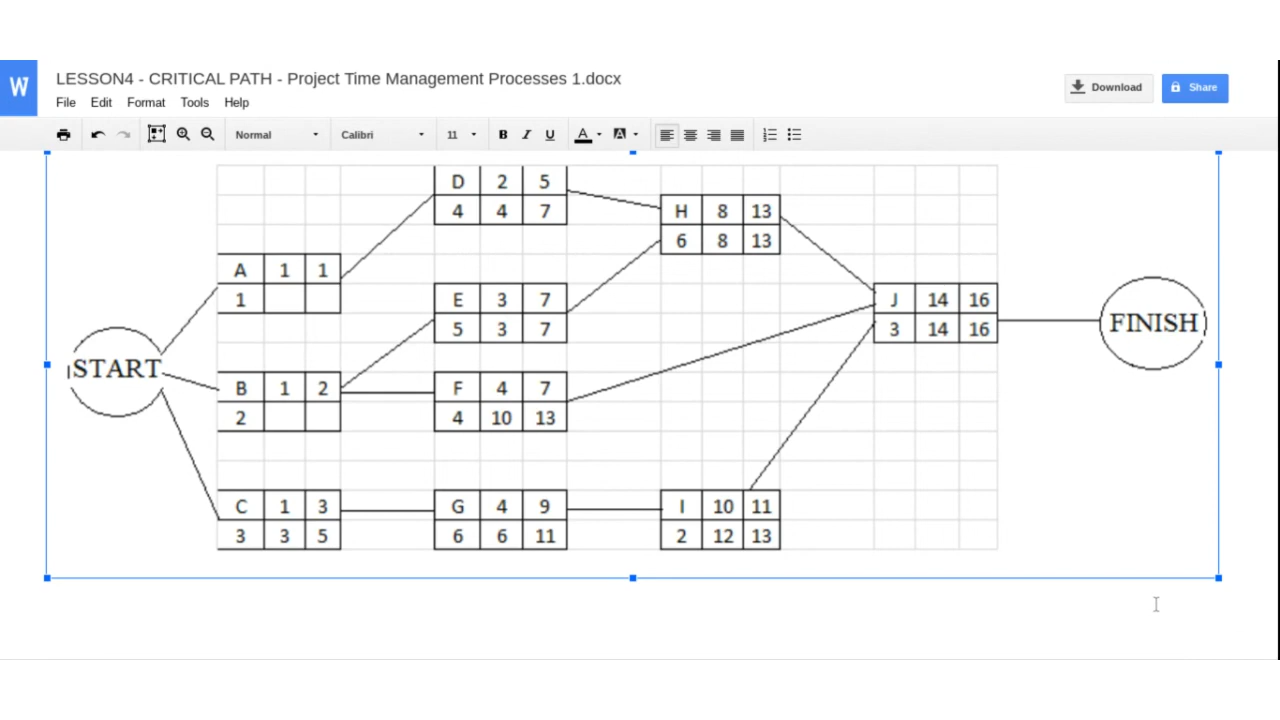 W
LESSON4 - CRITICAL PATH - Project Time Management Processes 1.docx
File Edit Format Tools Help
Download
Share
Normal
Calibri
11
B
I
U
A
A
D 2 5
4 4 7
H 8 13
6 8 13
A 1 1
1
E 3 7
5 3 7
J 14 16
3 14 16
START
FINISH
B 1 2
2
F 4 7
4 10 13
C 1 3
3 3 5
G 4 9
6 6 11
I 10 11
2 12 13